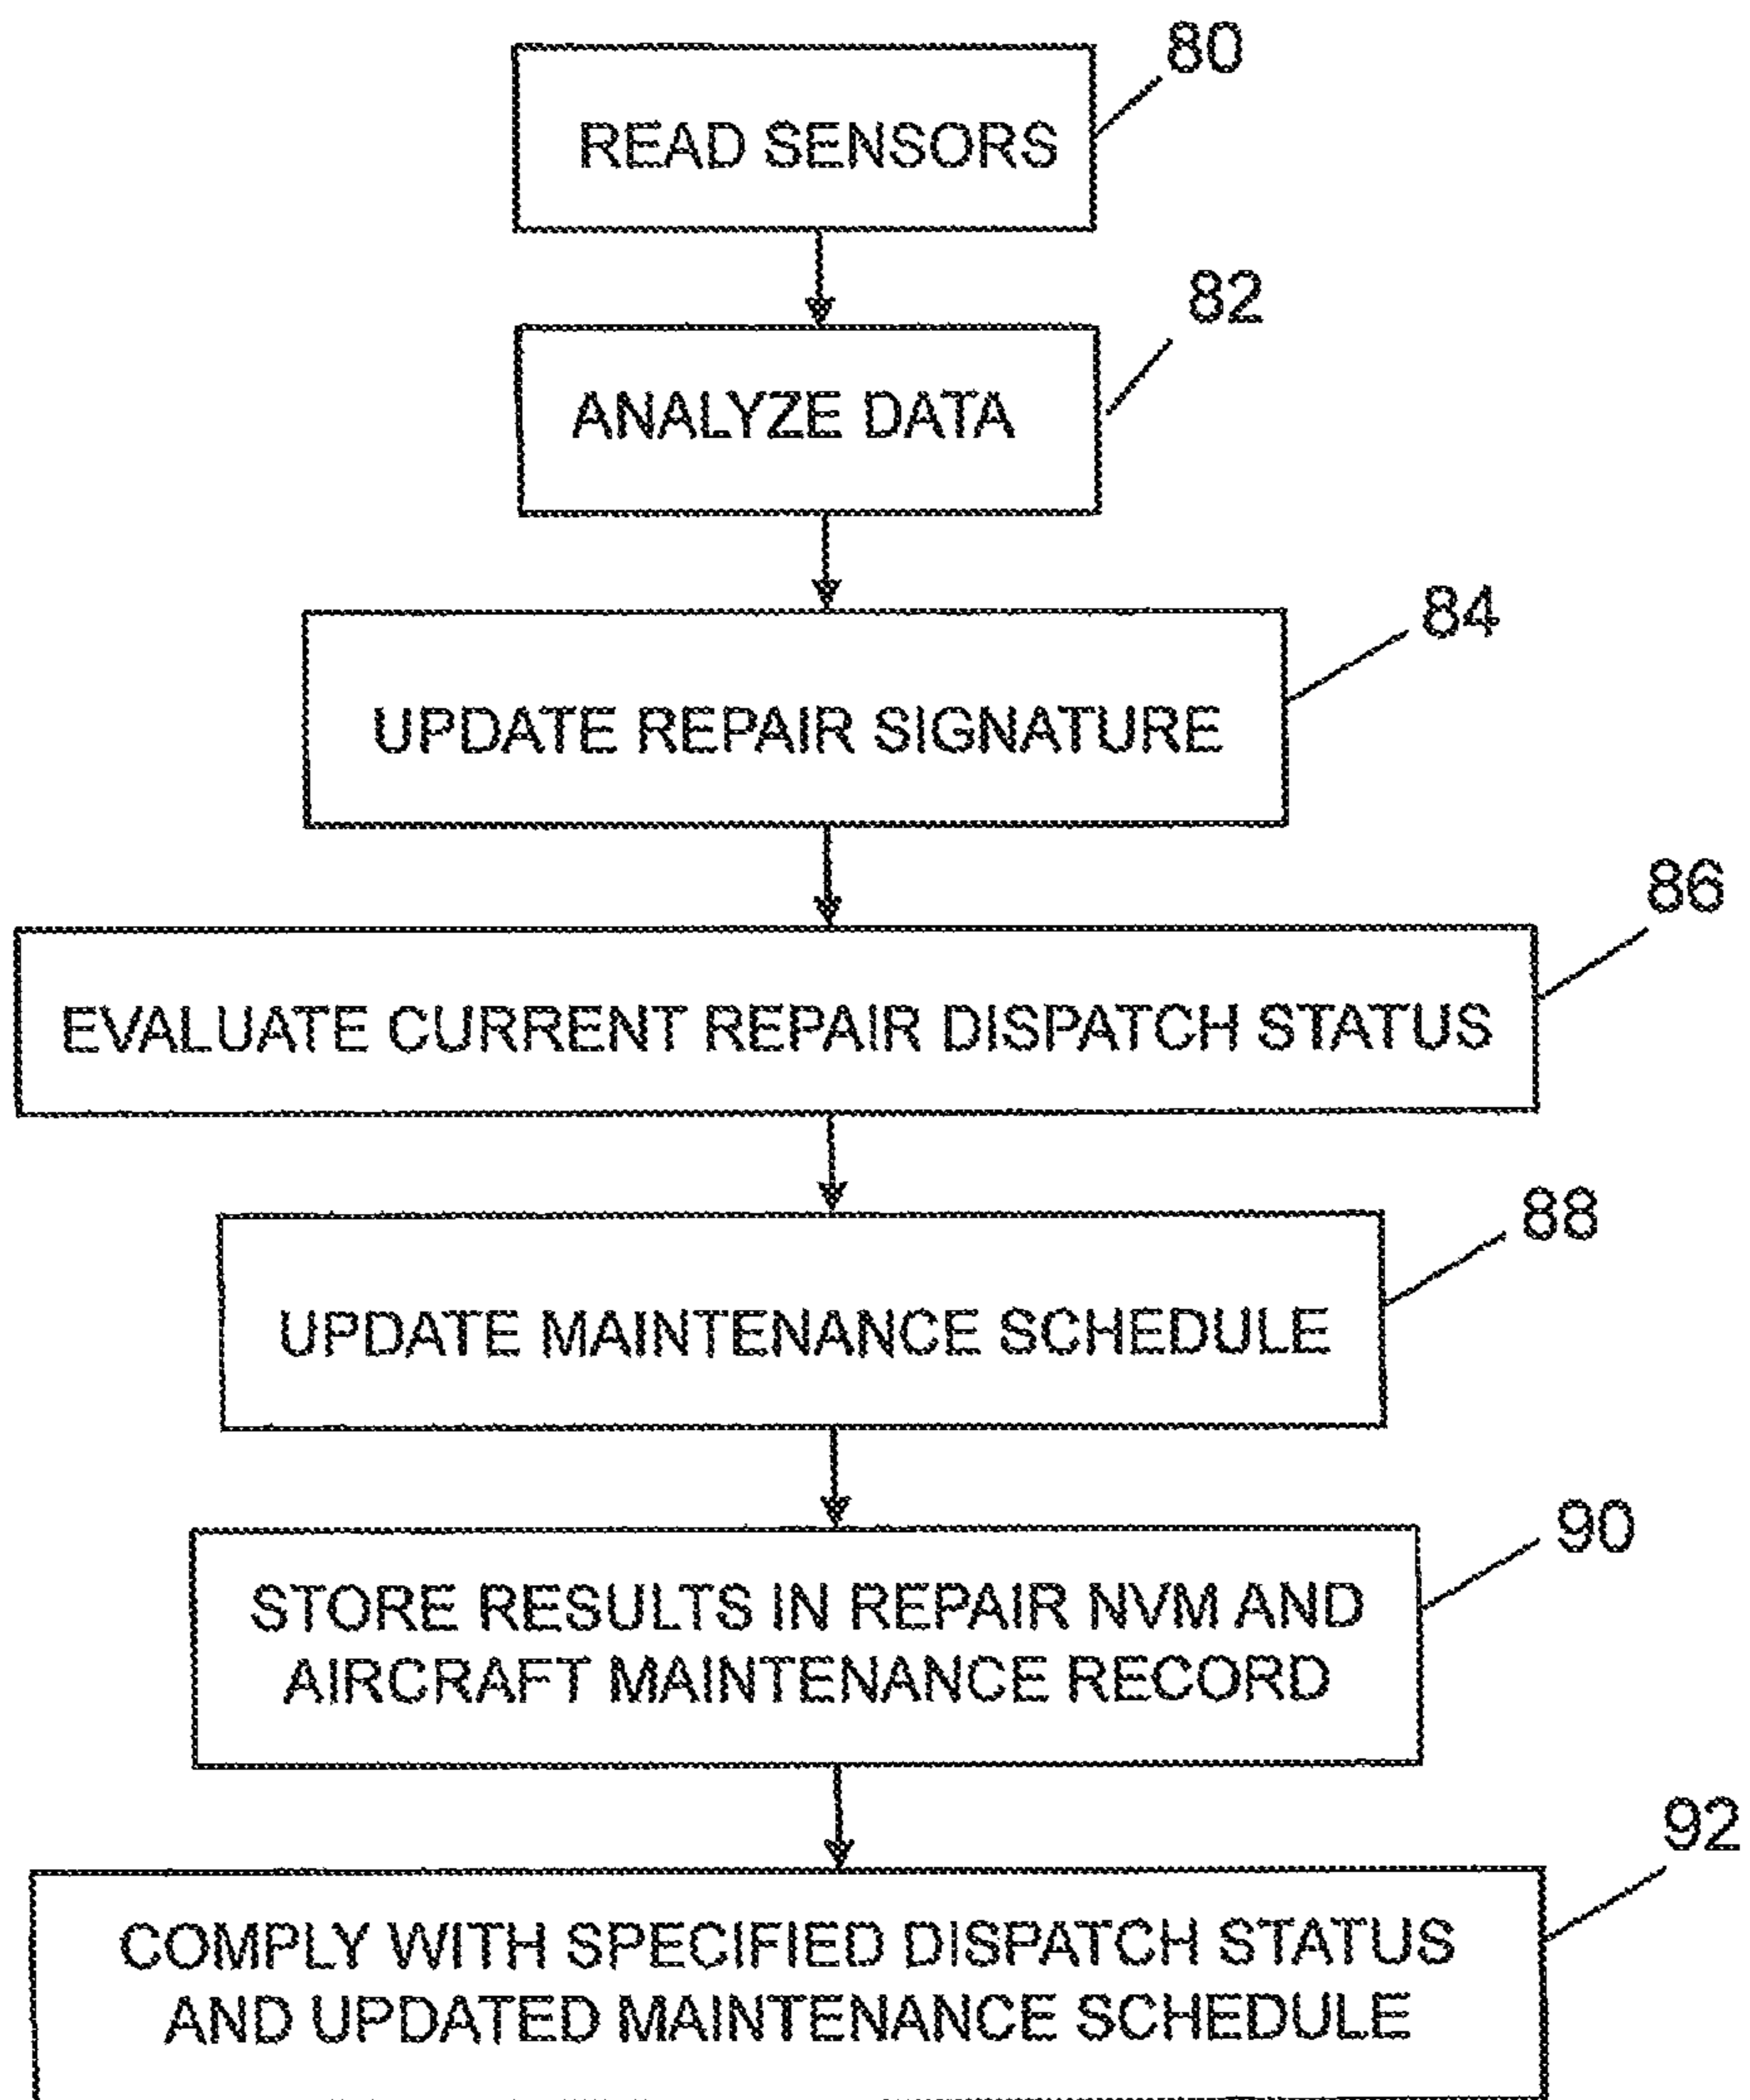 80
READ SENSORS
82
ANALYZE DATA
84
UPDATE REPAIR SIGNATURE
86
EVALUATE CURRENT REPAIR DISPATCH STATUS
88
UPDATE MAINTENANCE SCHEDULE
90
STORE RESULTS IN REPAIR NVM AND
AIRCRAFT MAINTENANCE RECORD
92
COMPLY WITH SPECIFIED DISPATCH STATUS
AND UPDATED MAINTENANCE SCHEDULE